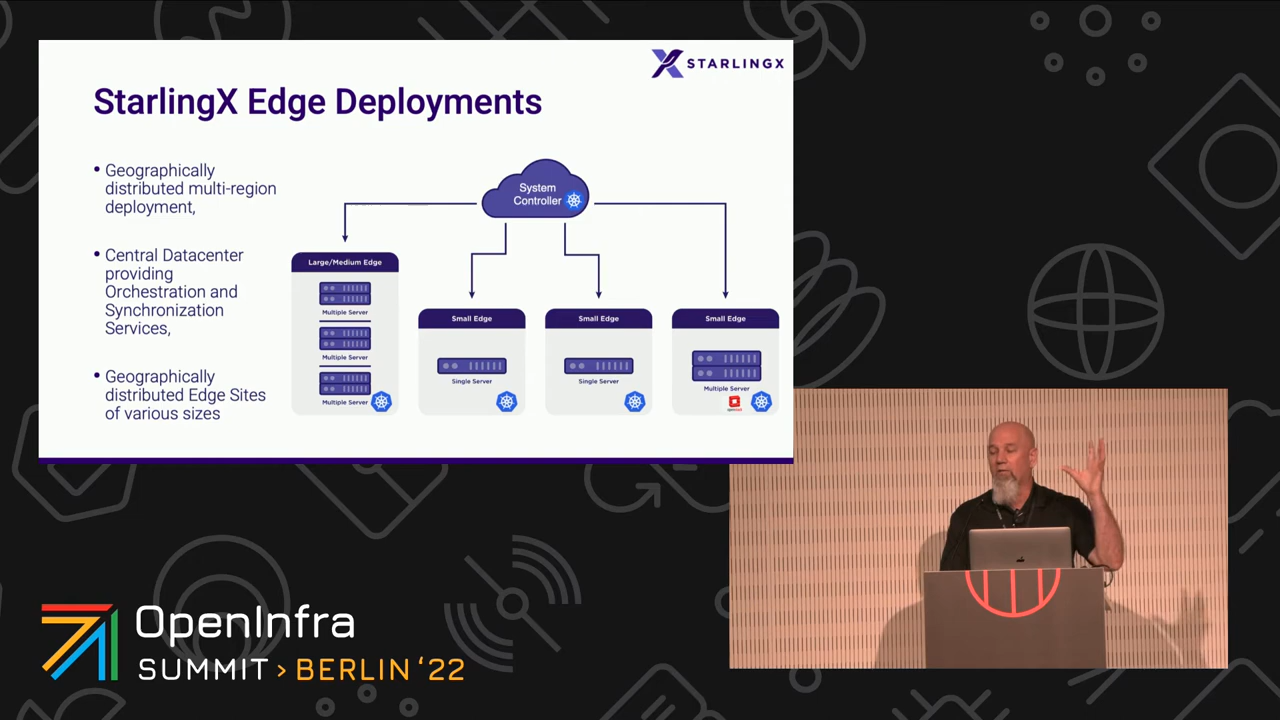 STARLINGX
StarlingX Edge Deployments
• Geographically
distributed multi-region
deployment,
• Central Datacenter
providing
Orchestration and
Synchronization
Services,
• Geographically
distributed Edge Sites
of various sizes
System
Controller
Large/Medium Edge
Multiple Server
Multiple Server
Multiple Server
Small Edge
Single Server
Small Edge
Single Server
Small Edge
Multiple Server
OpenInfra
SUMMIT > BERLIN '22